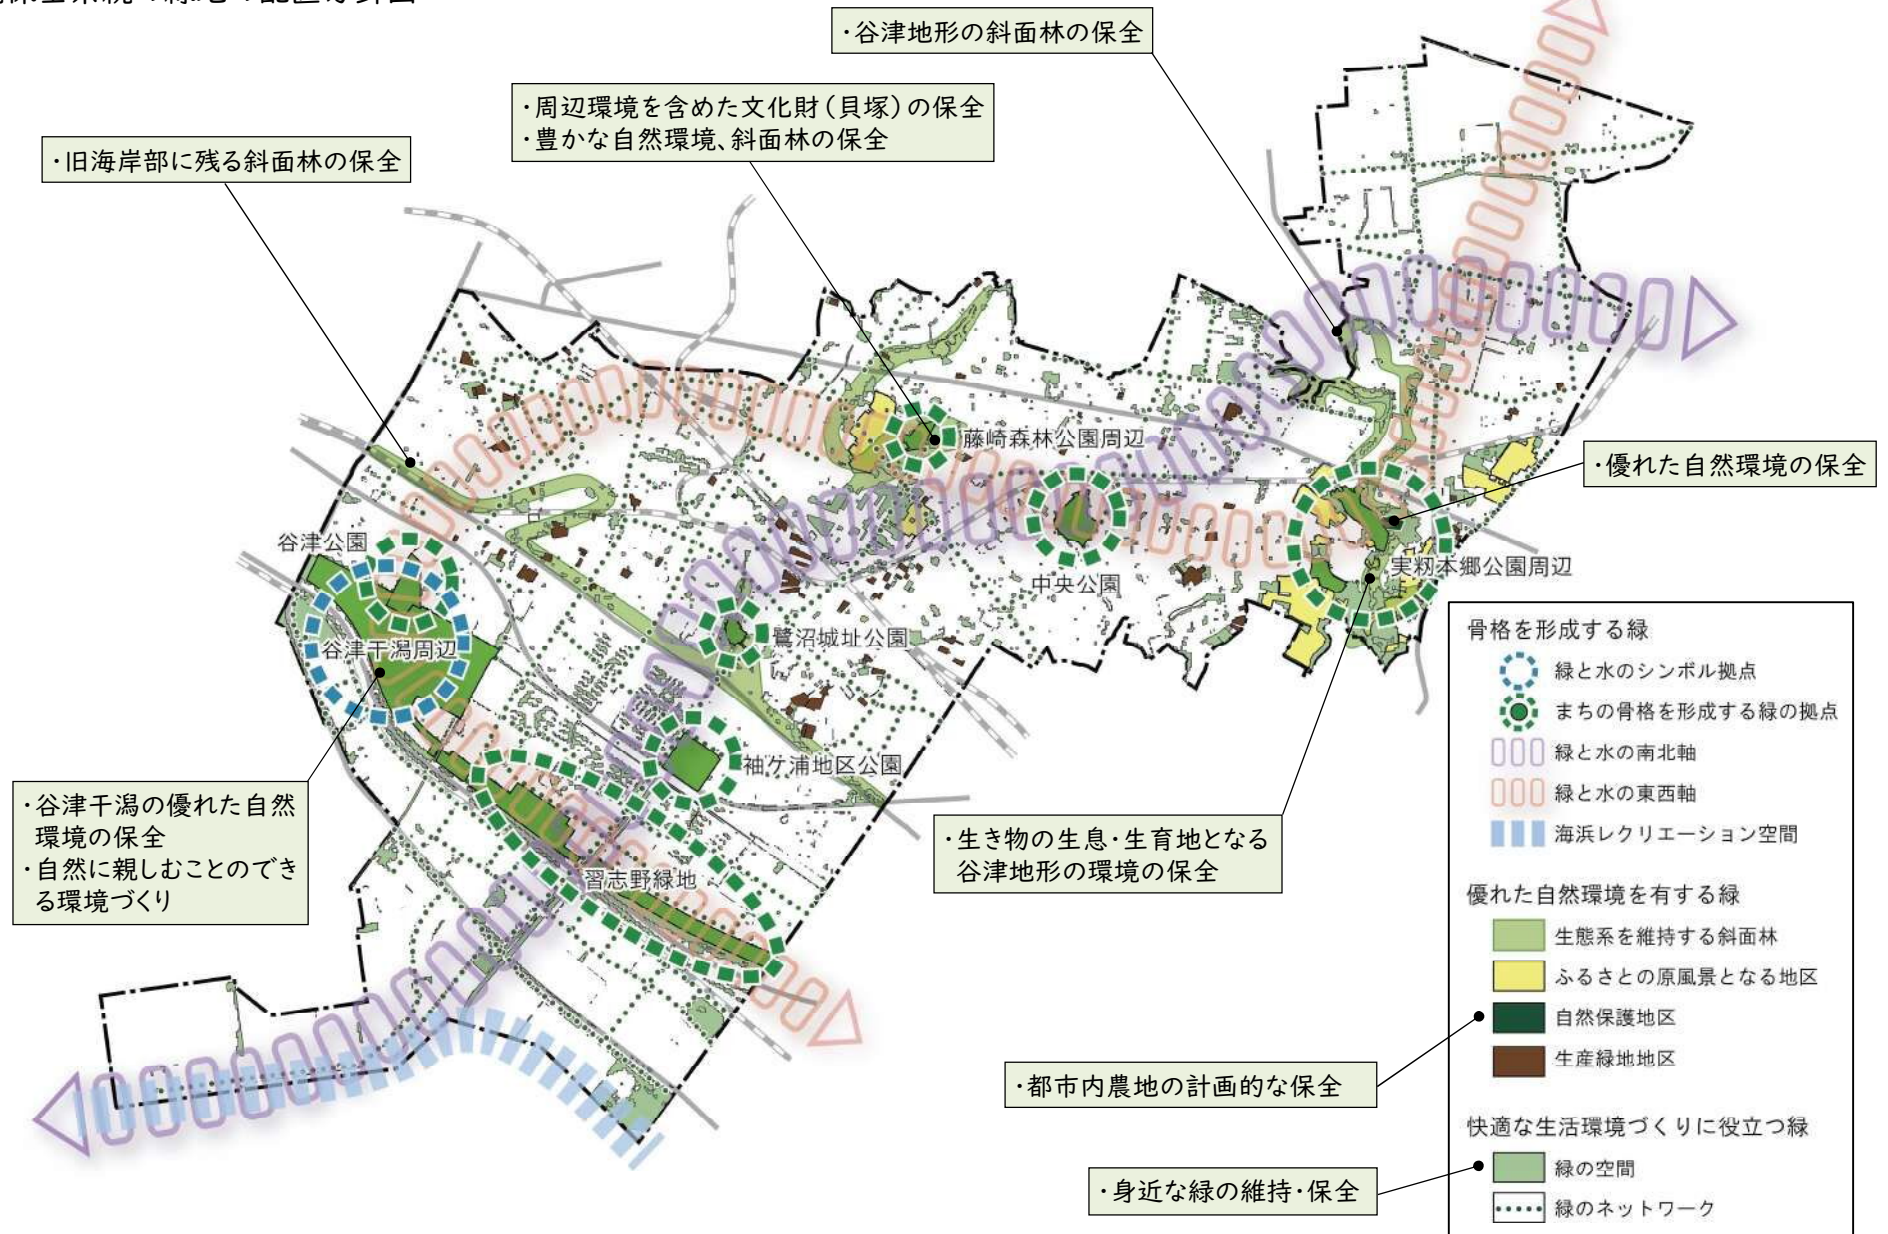 ・谷津地形の斜面林の保全
・周辺環境を含めた文化財(貝塚)の保全
・豊かな自然環境、斜面林の保全
・旧海岸部に残る斜面林の保全
藤崎森林公園周辺
・優れた自然環境の保全
谷津公園
中央公園
実籾本郷公園周辺
鷺沼城址公園
谷津干潟周辺
袖ケ浦地区公園
・谷津干潟の優れた自然
環境の保全
・自然に親しむことのでき
る環境づくり
・生き物の生息・生育地となる
谷津地形の環境の保全
習志野緑地
・都市内農地の計画的な保全
・身近な緑の維持・保全
骨格を形成する緑
緑と水のシンボル拠点
まちの骨格を形成する緑の拠点
緑と水の南北軸
緑と水の東西軸
海浜レクリエーション空間
優れた自然環境を有する緑
生態系を維持する斜面林
ふるさとの原風景となる地区
自然保護地区
生産緑地地区
快適な生活環境づくりに役立つ緑
緑の空間
緑のネットワーク